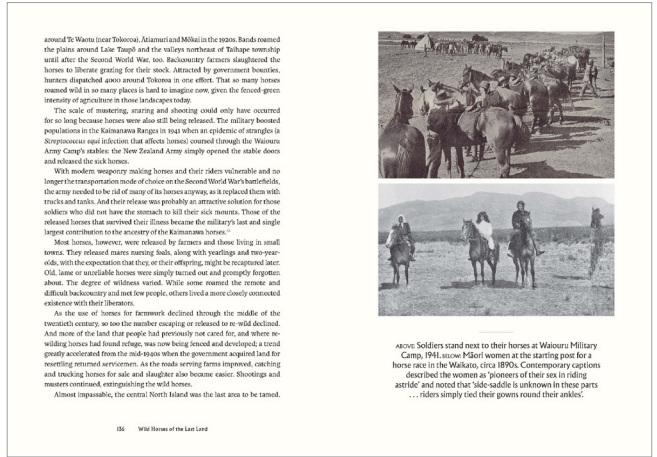 around Te Waotu (near Tokoroa), Ātiamuri and Mōkai in the 1920s. Bands roamed
the plains around Lake Taupō and the valleys northeast of Taihape township
until after the Second World War, too. Backcountry farmers slaughtered the
horses to liberate grazing for their stock. Attracted by government bounties,
hunters dispatched 4000 around Tokoroa in one effort. That so many horses
roamed wild in so many places is hard to imagine now, given the fenced-green
intensity of agriculture in those landscapes today.
The scale of mustering, snaring and shooting could only have occurred
for so long because horses were also still being released. The military boosted
populations in the Kaimanawa Ranges in 1941 when an epidemic of strangles (a
Streptococcus equi infection that affects horses) coursed through the Waiouru
Army Camp's stables: the New Zealand Army simply opened the stable doors
and released the sick horses.
With modern weaponry making horses and their riders vulnerable and no
longer the transportation mode of choice on the Second World War's battlefields,
the army needed to be rid of many of its horses anyway, as it replaced them with
trucks and tanks. And their release was probably an attractive solution for those
soldiers who did not have the stomach to kill their sick mounts. Those of the
released horses that survived their illness became the military's last and single
largest contribution to the ancestry of the Kaimanawa horses.
Most horses, however, were released by farmers and those living in small
towns. They released mares nursing foals, along with yearlings and two-year-
olds, with the expectation that they, or their offspring, might be recaptured later.
Old, lame or unreliable horses were simply turned out and promptly forgotten
about. The degree of wildness varied. While some roamed the remote and
difficult backcountry and met few people, others lived a more closely connected
existence with their liberators.
As the use of horses for farmwork declined through the middle of the
twentieth century, so too the number escaping or released to re-wild declined.
And more of the land that people had previously not cared for, and where re-
wilding horses had found refuge, was now being fenced and developed; a trend
greatly accelerated from the mid-1940s when the government acquired land for
resettling returned servicemen. As the roads serving farms improved, catching
and trucking horses for sale and slaughter also became easier. Shootings and
musters continued, extinguishing the wild horses.
Almost impassable, the central North Island was the last area to be tamed.
136 Wild Horses of the Last Land
ABOVE: Soldiers stand next to their horses at Waiouru Military
Camp, 1941. BELOW: Māori women at the starting post for a
horse race in the Waikato, circa 1890s. Contemporary captions
described the women as 'pioneers of their sex in riding
astride' and noted that 'side-saddle is unknown in these parts
. . . riders simply tied their gowns round their ankles'.